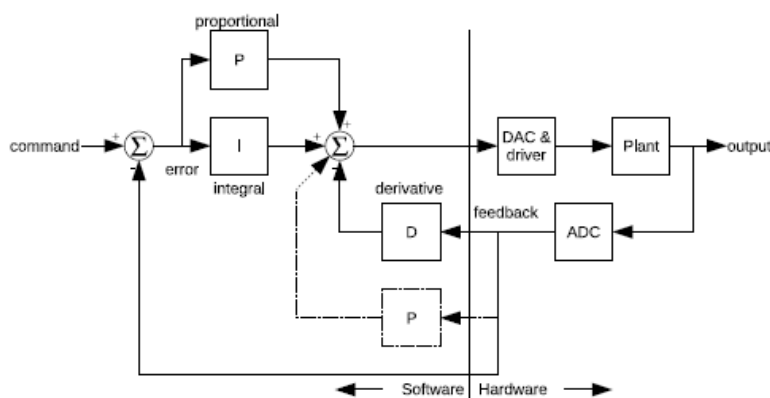 proportional
P
+
+
command
+
Σ
I
Σ
DAC &
driver
Plant
output
-
error
integral
-
derivative
feedback
D
ADC
P
Software
Hardware